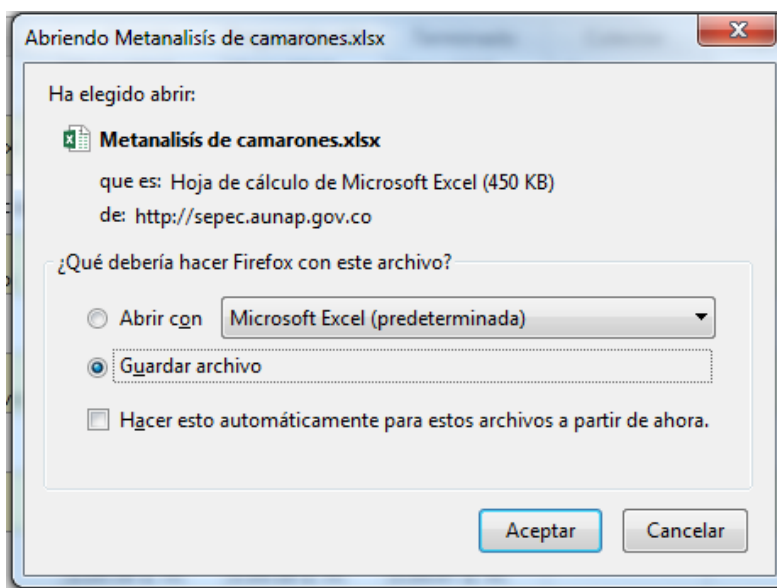 Abriendo Metanalisís de camarones.xlsx
Ha elegido abrir:
Metanalisís de camarones.xlsx
que es: Hoja de cálculo de Microsoft Excel (450 KB)
de: http://sepec.aunap.gov.co
¿Qué debería hacer Firefox con este archivo?
Abrir con Microsoft Excel (predeterminada)
Guardar archivo
Hacer esto automáticamente para estos archivos a partir de ahora.
Aceptar Cancelar